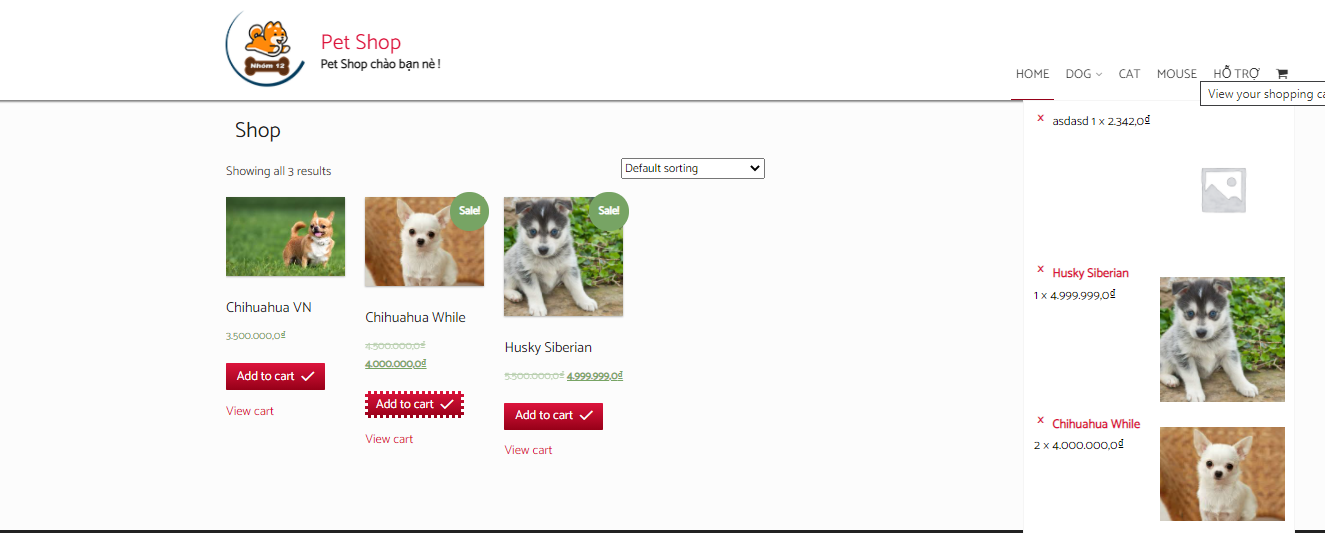 Nhóm 12
Pet Shop
Pet Shop chào bạn nè !
HOME DOG CAT MOUSE HỖ TRỢ
View your shopping ca
Shop
Showing all 3 results
Default sorting
x asdasd 1 x 2.342,0₫
Sale!
Sale!
Chihuahua VN
3.500.000,0₫
Add to cart
View cart
Chihuahua While
4.500.000,0₫
4.000.000,0₫
Add to cart
View cart
Husky Siberian
5.500.000,0₫ 4.999.999,0₫
Add to cart
View cart
x Husky Siberian
1 x 4.999.999,0₫
x Chihuahua While
2 x 4.000.000,0₫